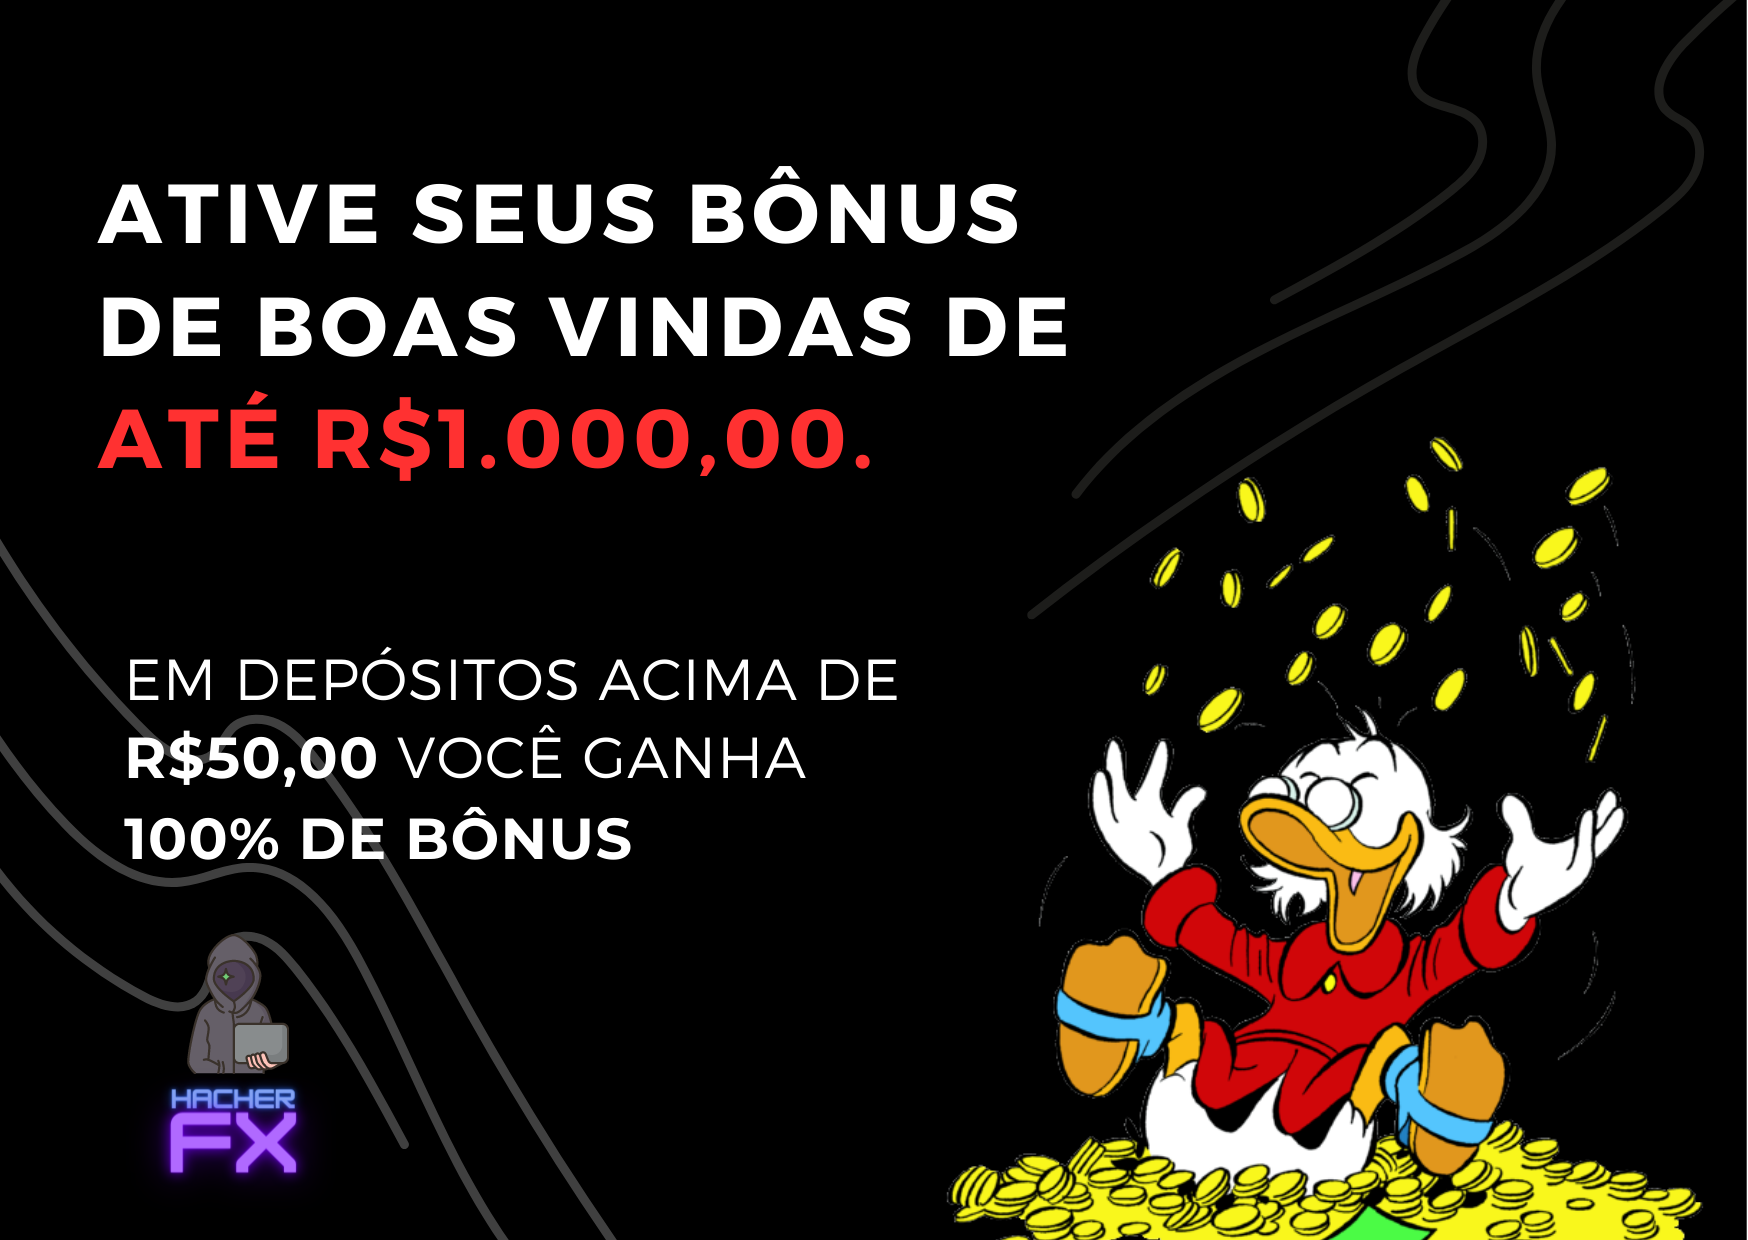 ATIVE SEUS BÔNUS
DE BOAS VINDAS DE
ATÉ R$1.000,00.
EM DEPÓSITOS ACIMA DE
R$50,00 VOCÊ GANHA
100% DE BÔNUS
HACHER
FX